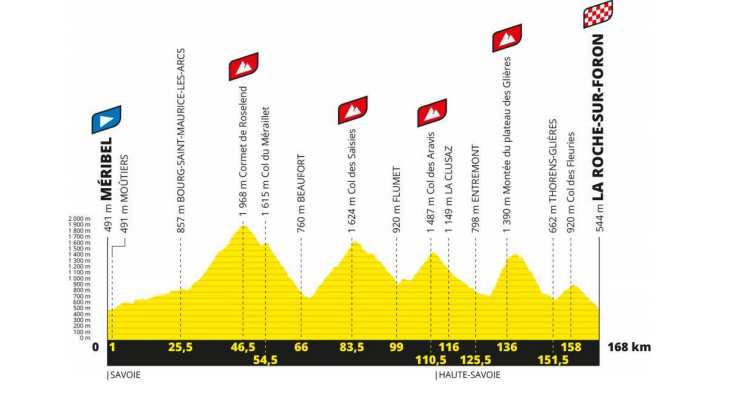 491 m MÉRIBEL
491 m MOÛTIERS
857 m BOURG-SAINT-MAURICE-LES-ARCS
1 968 m Cormet de Roselend
1 615 m Col du Méraillet
760 m BEAUFORT
1 624 m Col des Saisies
920 m FLUMET
1 487 m Col des Aravis
1 149 m LA CLUSAZ
798 m ENTREMONT
1 390 m Montée du plateau des Glières
662 m THORENS-GLIÈRES
920 m Col des Fleuries
544 m LA ROCHE-SUR-FORON
2 000 m
1 900 m
1 800 m
1 700 m
1 600 m
1 500 m
1 400 m
1 300 m
1 200 m
1 100 m
1 000 m
900 m
800 m
700 m
600 m
500 m
400 m
300 m
200 m
100 m
0 m
0 1 25,5 46,5 66 83,5 99 116 136 158 168 km
54,5 110,5 125,5 151,5
|SAVOIE |HAUTE-SAVOIE